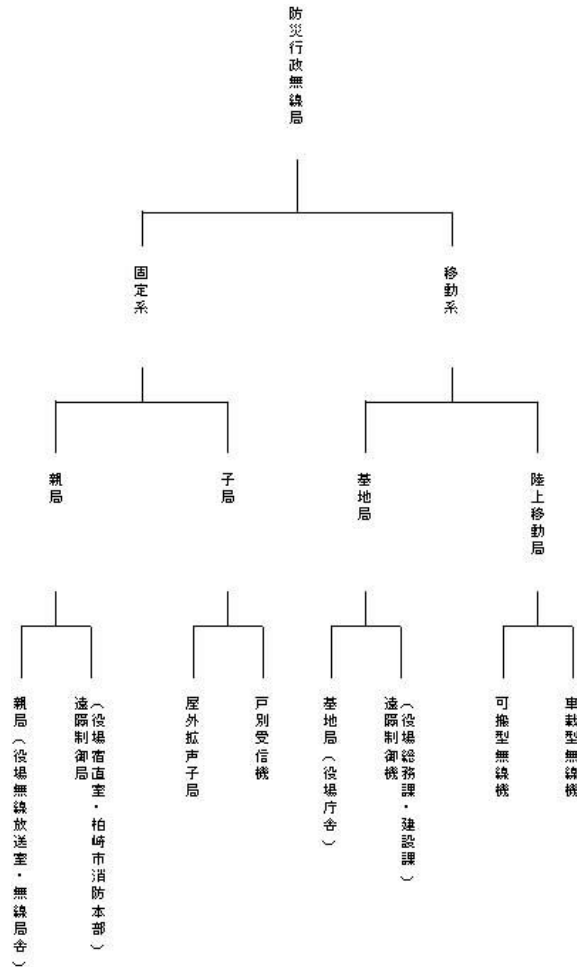 防災行政無線局
固定系
移動系
親局
子局
基地局
陸上移動局
親局（役場無線放送室・無線局舎）
遠隔制御局
（役場宿直室・柏崎市消防本部）
屋外拡声子局
戸別受信機
基地局（役場庁舎）
遠隔制御機
（役場総務課・建設課）
可搬型無線機
車載型無線機